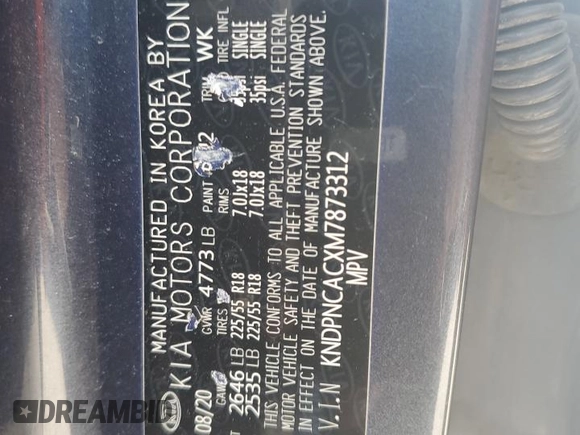 MANUFACTURED IN KOREA BY
KIA KIA MOTORS CORPORATION
08/20 GVWR 4773 LB PAINT 2 WK
TIRES RIMS TIRE INFL
2646 LB 225/55 R18 7.0Jx18 35psi SINGLE
2535 LB 225/55 R18 7.0Jx18 35psi SINGLE
THIS VEHICLE CONFORMS TO ALL APPLICABLE U.S.A. FEDERAL
MOTOR VEHICLE SAFETY AND THEFT PREVENTION STANDARDS
IN EFFECT ON THE DATE OF MANUFACTURE SHOWN ABOVE.
V.I.N KNDPNCACXM7873312
MPV
DREAMBID